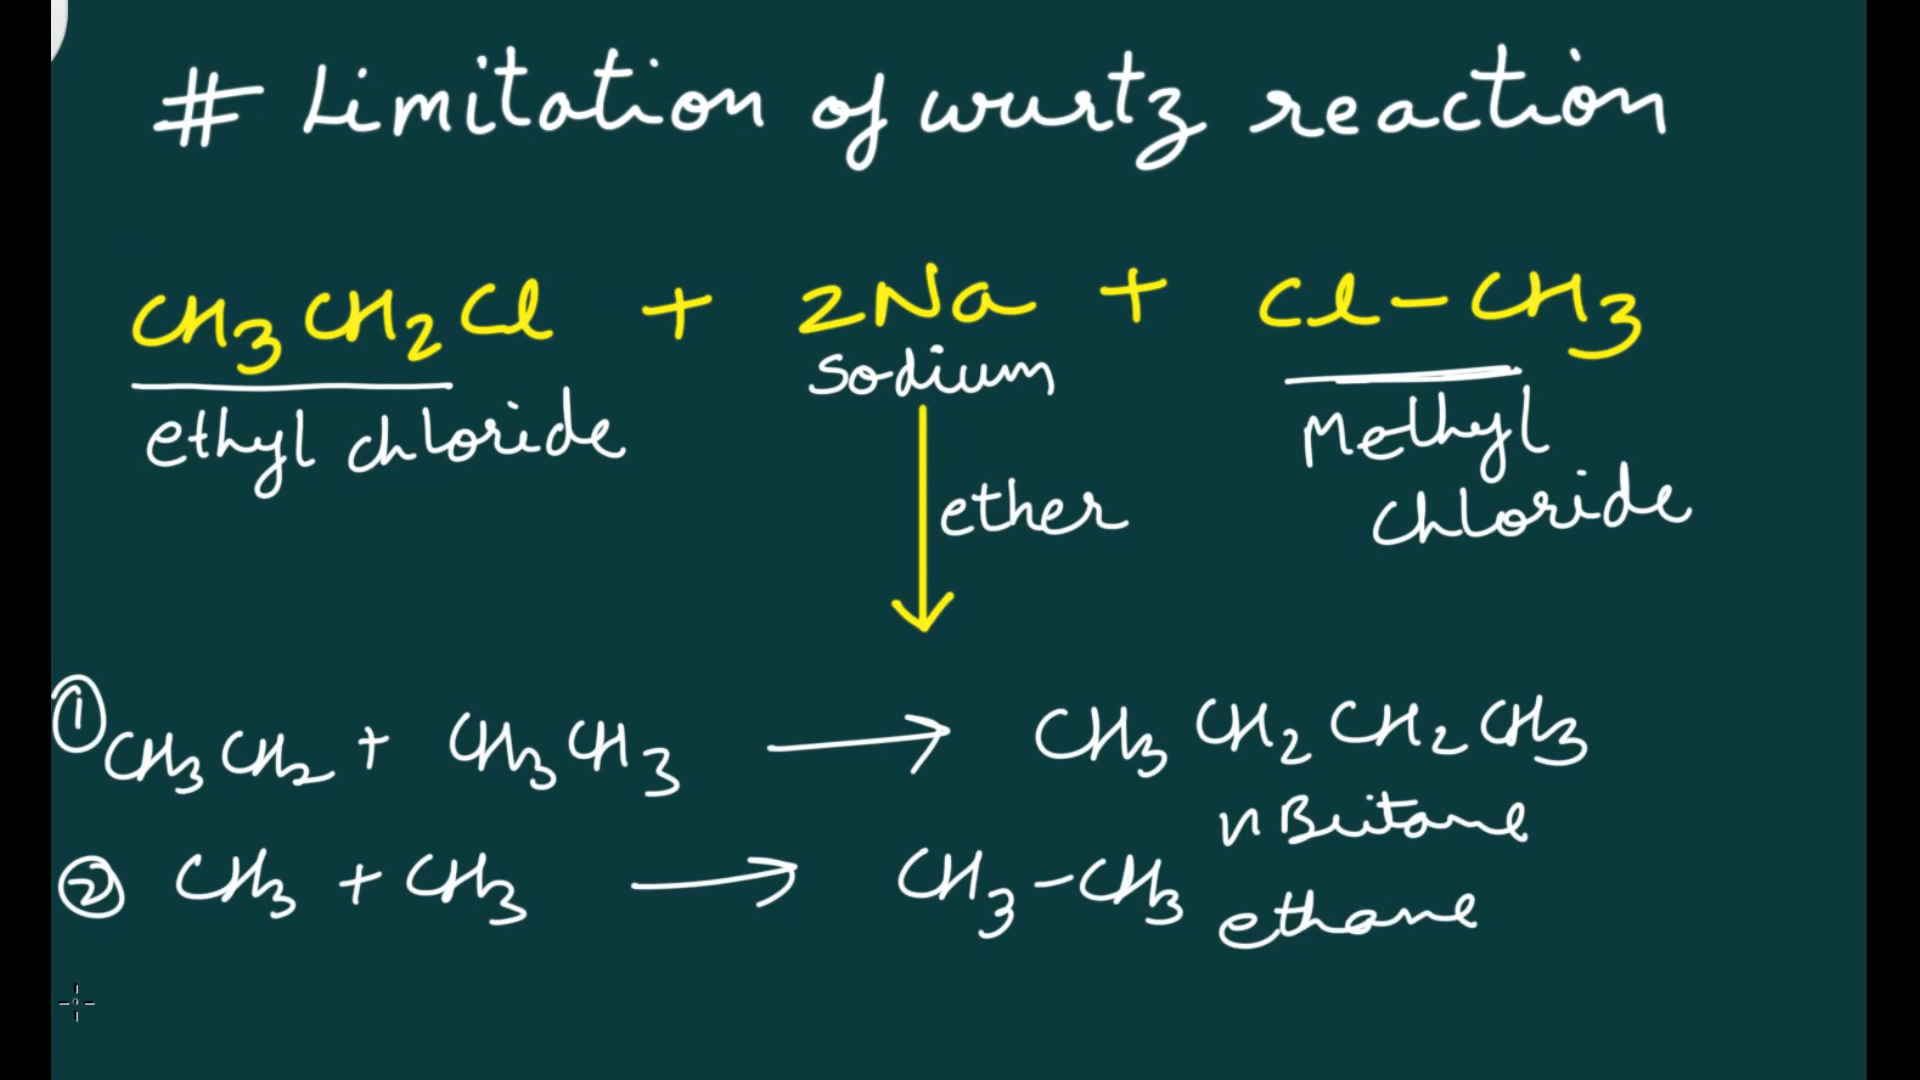 # Limitation of wurtz reaction
CH3CH2Cl + 2Na + Cl-CH3
ethyl chloride sodium Methyl chloride
ether
① CH3CH2 + CH3CH3 → CH3CH2CH2CH3
n Butane
② CH3 + CH3 → CH3-CH3 ethane